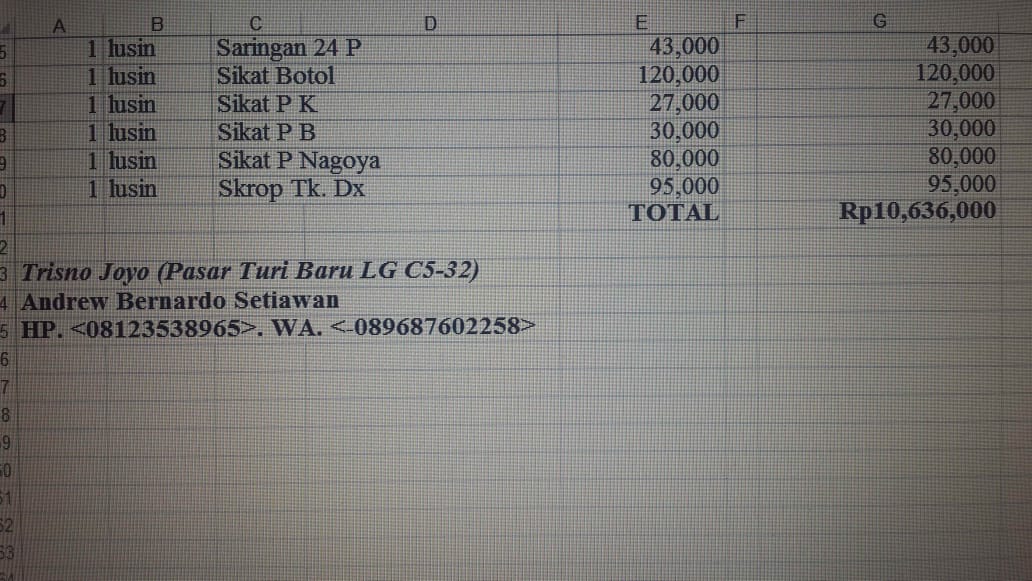 A B C D E F G
5 1 lusin Saringan 24 P 43,000 43,000
6 1 lusin Sikat Botol 120,000 120,000
7 1 lusin Sikat P K 27,000 27,000
8 1 lusin Sikat P B 30,000 30,000
9 1 lusin Sikat P Nagoya 80,000 80,000
0 1 lusin Skrop Tk. Dx 95,000 95,000
1 TOTAL Rp10,636,000
2
3 Trisno Joyo (Pasar Turi Baru LG C5-32)
4 Andrew Bernardo Setiawan
5 HP. <08123538965>. WA. <-089687602258>
6
7
8
9
60
61
62
63